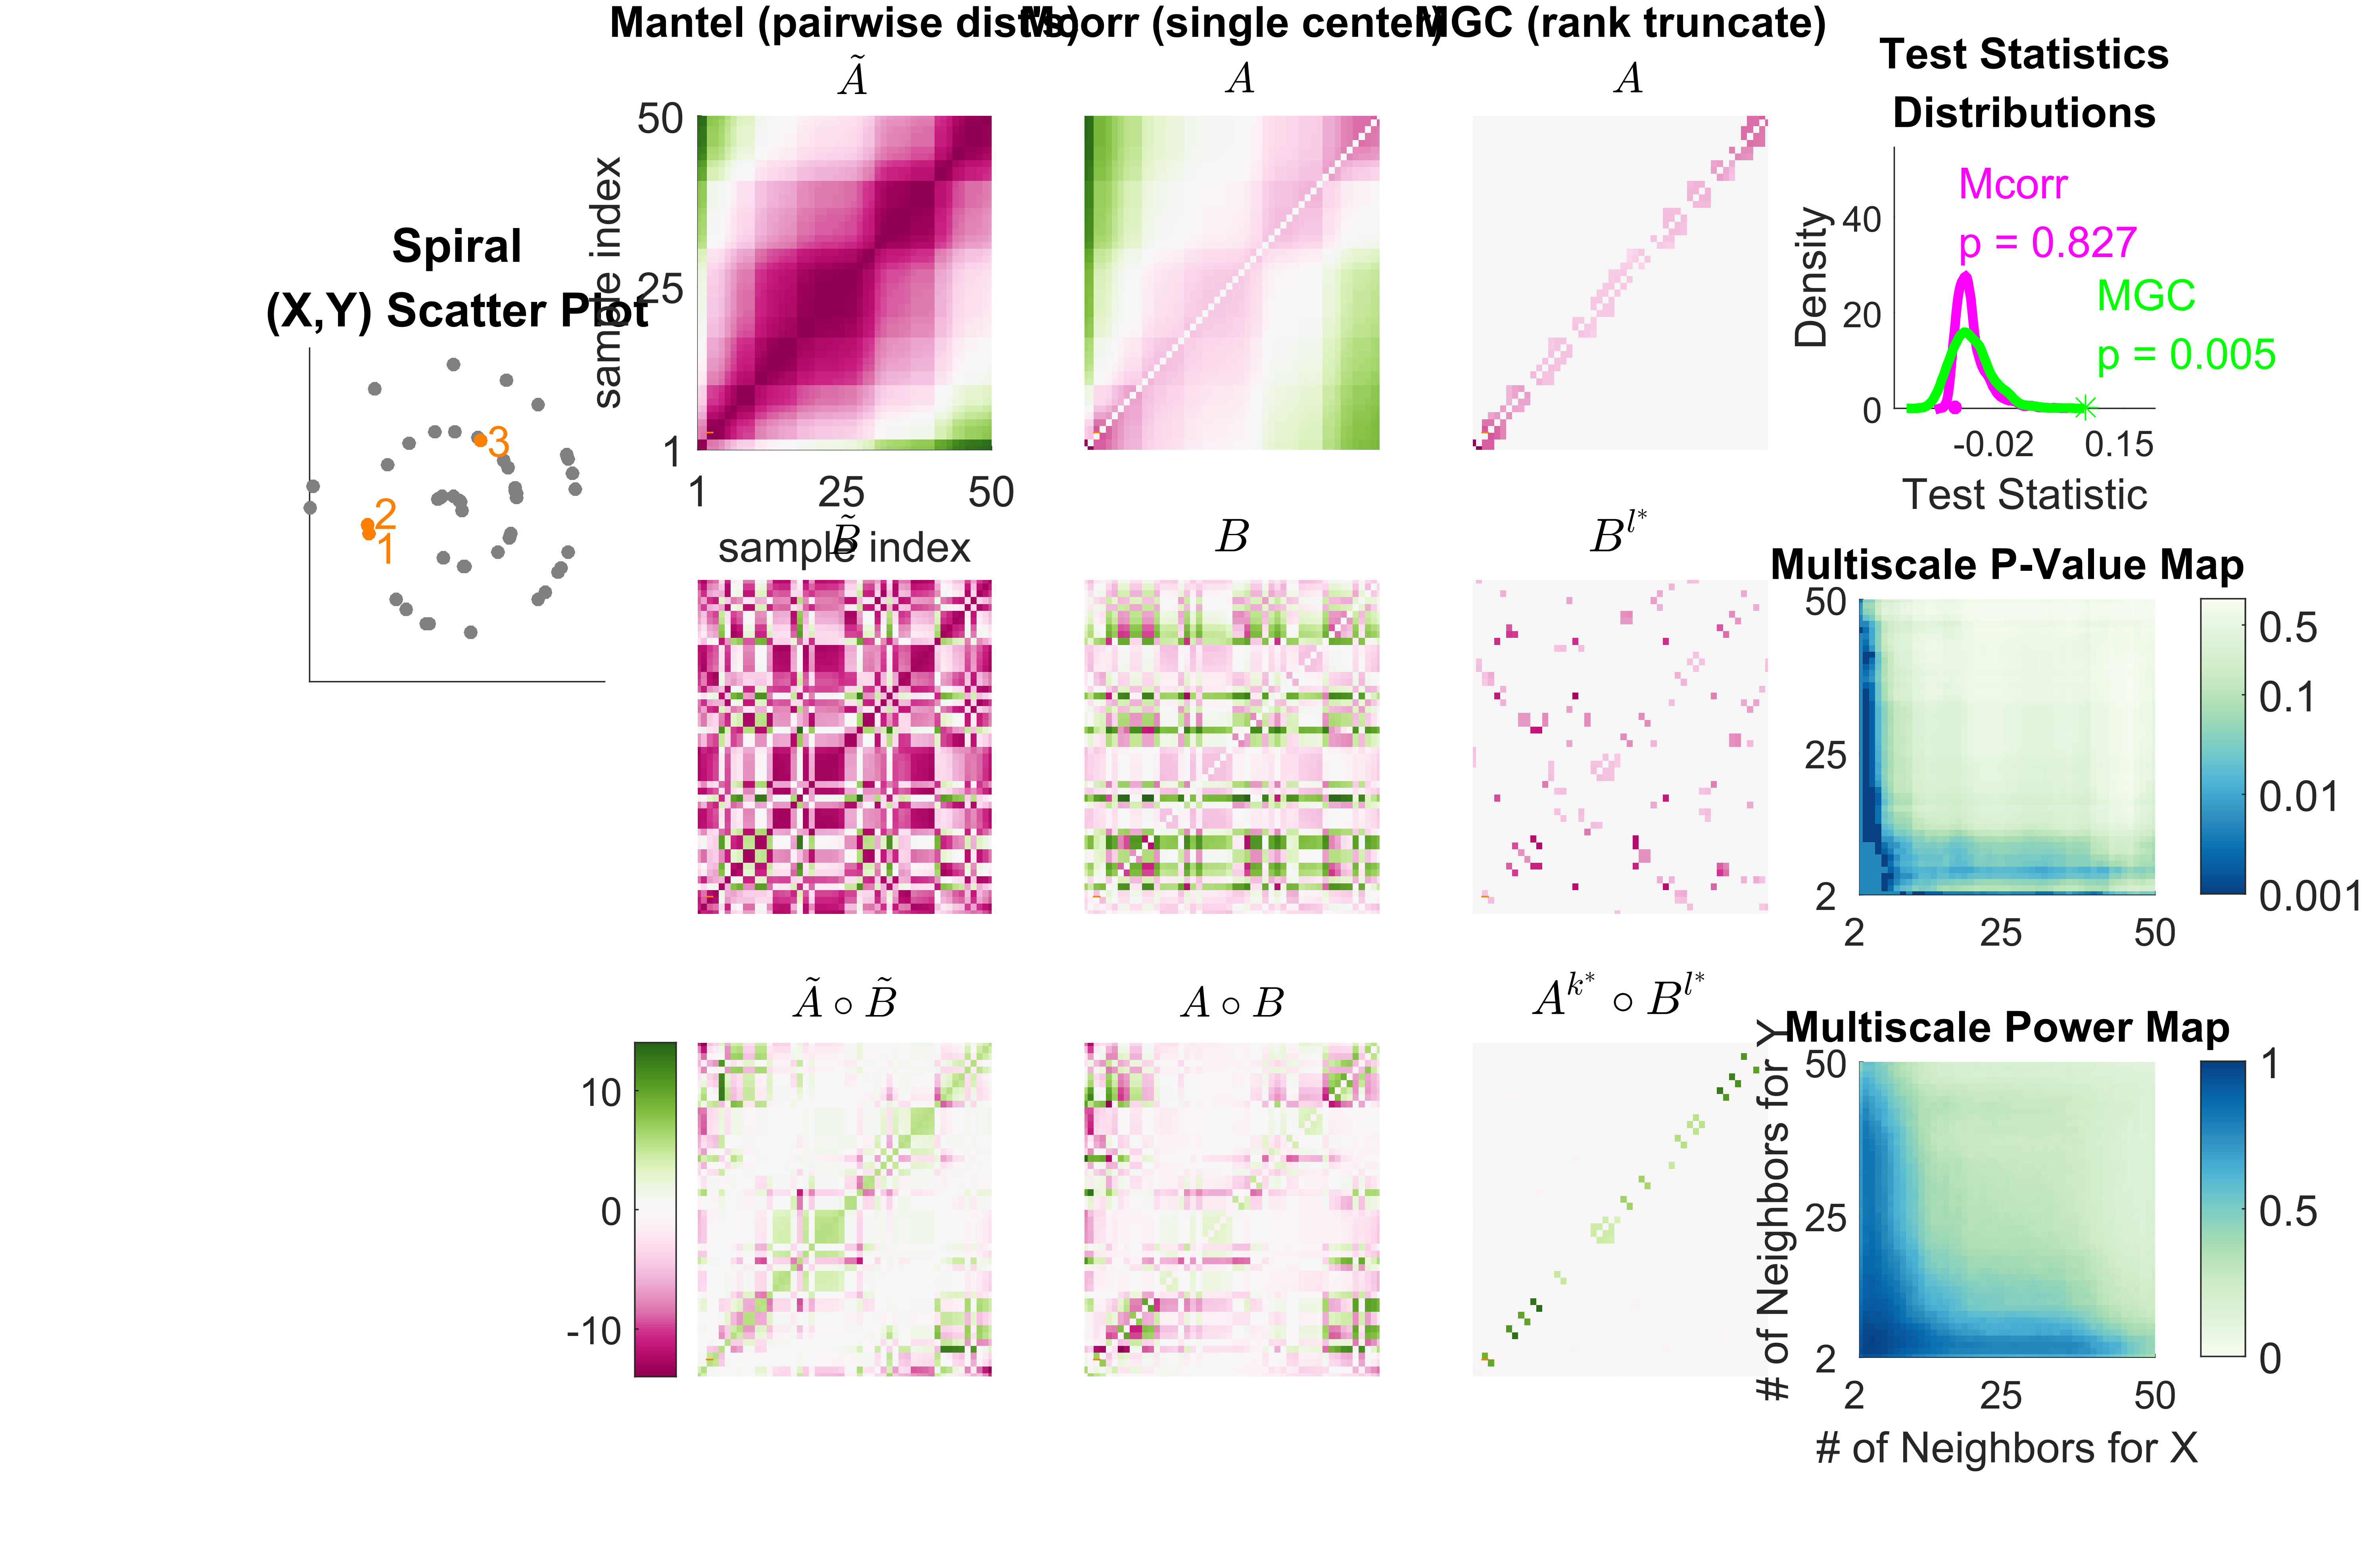 Mantel (pairwise dist's)
Mcorr (single center)
MGC (rank truncate)
Test Statistics
Distributions
Ã
A
A
50
25
1
sample index
1
25
50
sample index
Spiral
(X,Y) Scatter Plot
3
2
1
Mcorr
p = 0.827
MGC
p = 0.005
Density
40
20
0
-0.02
0.15
Test Statistic
B̃
B
B^{l*}
Multiscale P-Value Map
50
25
2
2
25
50
0.5
0.1
0.01
0.001
Ã ∘ B̃
A ∘ B
A^{k*} ∘ B^{l*}
10
0
-10
Multiscale Power Map
# of Neighbors for Y
50
25
2
2
25
50
# of Neighbors for X
1
0.5
0